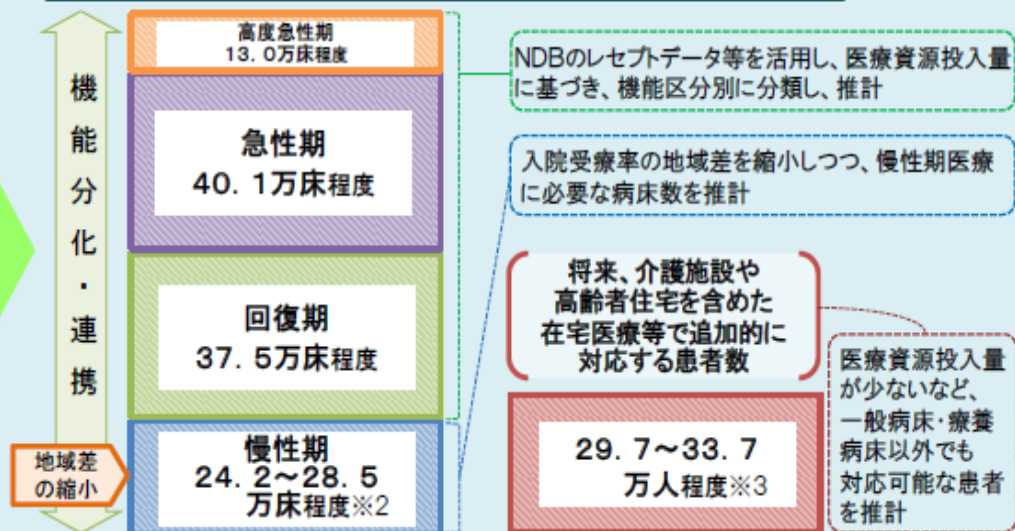 機能分化・連携
地域差
の縮小
高度急性期
13.0万床程度
急性期
40.1万床程度
回復期
37.5万床程度
慢性期
24.2～28.5
万床程度※2
NDBのレセプトデータ等を活用し、医療資源投入量
に基づき、機能区分別に分類し、推計
入院受療率の地域差を縮小しつつ、慢性期医療
に必要な病床数を推計
将来、介護施設や
高齢者住宅を含めた
在宅医療等で追加的に
対応する患者数
29.7～33.7
万人程度※3
医療資源投入量
が少ないなど、
一般病床・療養
病床以外でも
対応可能な患者
を推計